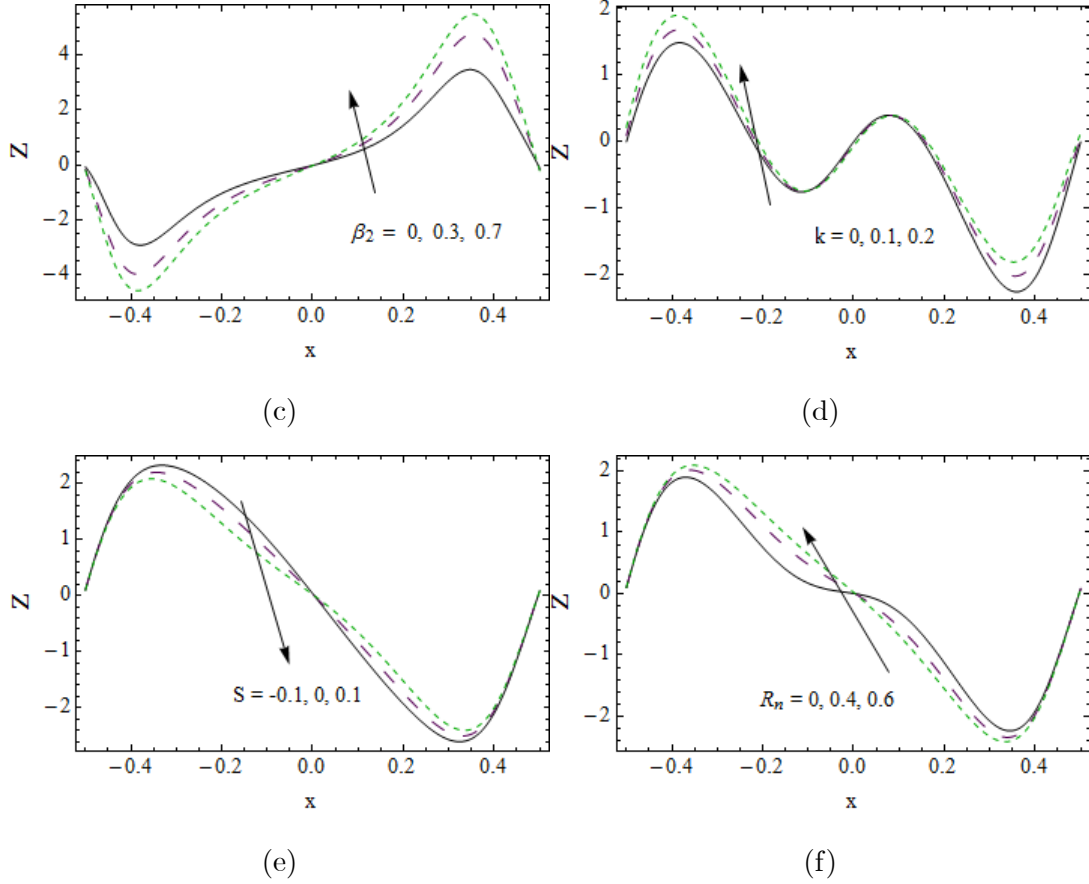 Z
4
2
0
−2
−4
β₂ = 0, 0.3, 0.7
−0.4 −0.2 0.0 0.2 0.4
x
(c)
Z
2
1
0
−1
−2
k = 0, 0.1, 0.2
−0.4 −0.2 0.0 0.2 0.4
x
(d)
Z
2
1
0
−1
−2
S = -0.1, 0, 0.1
−0.4 −0.2 0.0 0.2 0.4
x
(e)
Z
2
1
0
−1
−2
Rₙ = 0, 0.4, 0.6
−0.4 −0.2 0.0 0.2 0.4
x
(f)